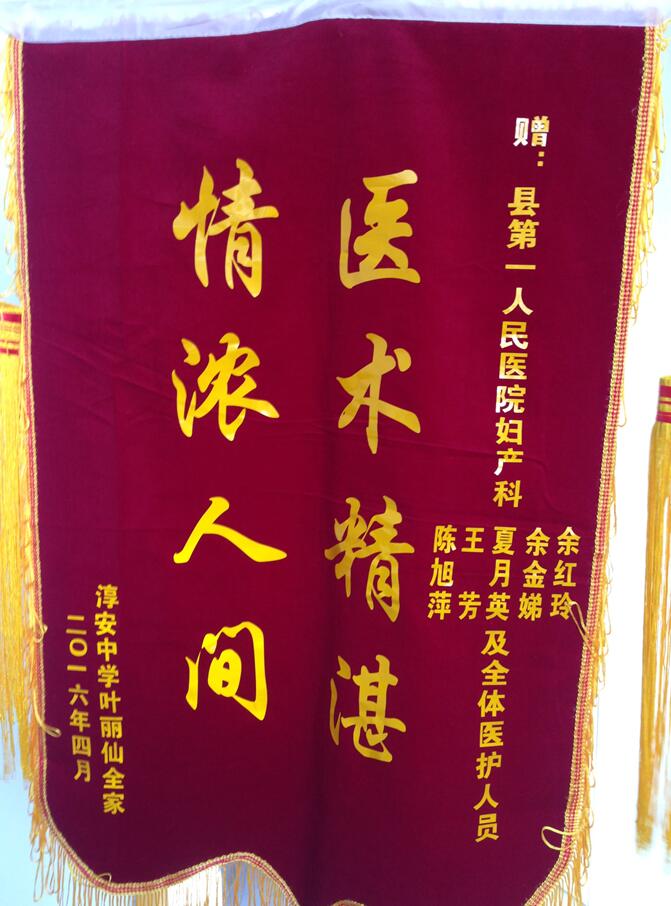 赠：县第一人民医院妇产科
余红玲
余金娣
夏月英
王芳
陈旭萍
及全体医护人员
医术精湛
情浓人间
淳安中学叶丽仙全家
二〇一六年四月